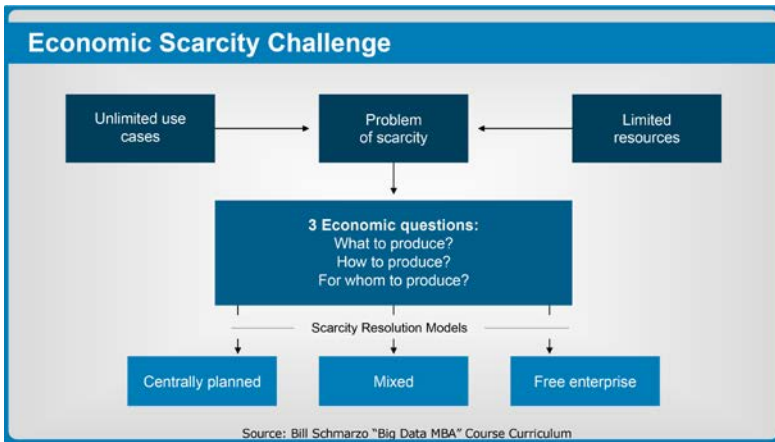 Economic Scarcity Challenge
Unlimited use
cases
Problem
of scarcity
Limited
resources
3 Economic questions:
What to produce?
How to produce?
For whom to produce?
Scarcity Resolution Models
Centrally planned
Mixed
Free enterprise
Source: Bill Schmarzo “Big Data MBA” Course Curriculum